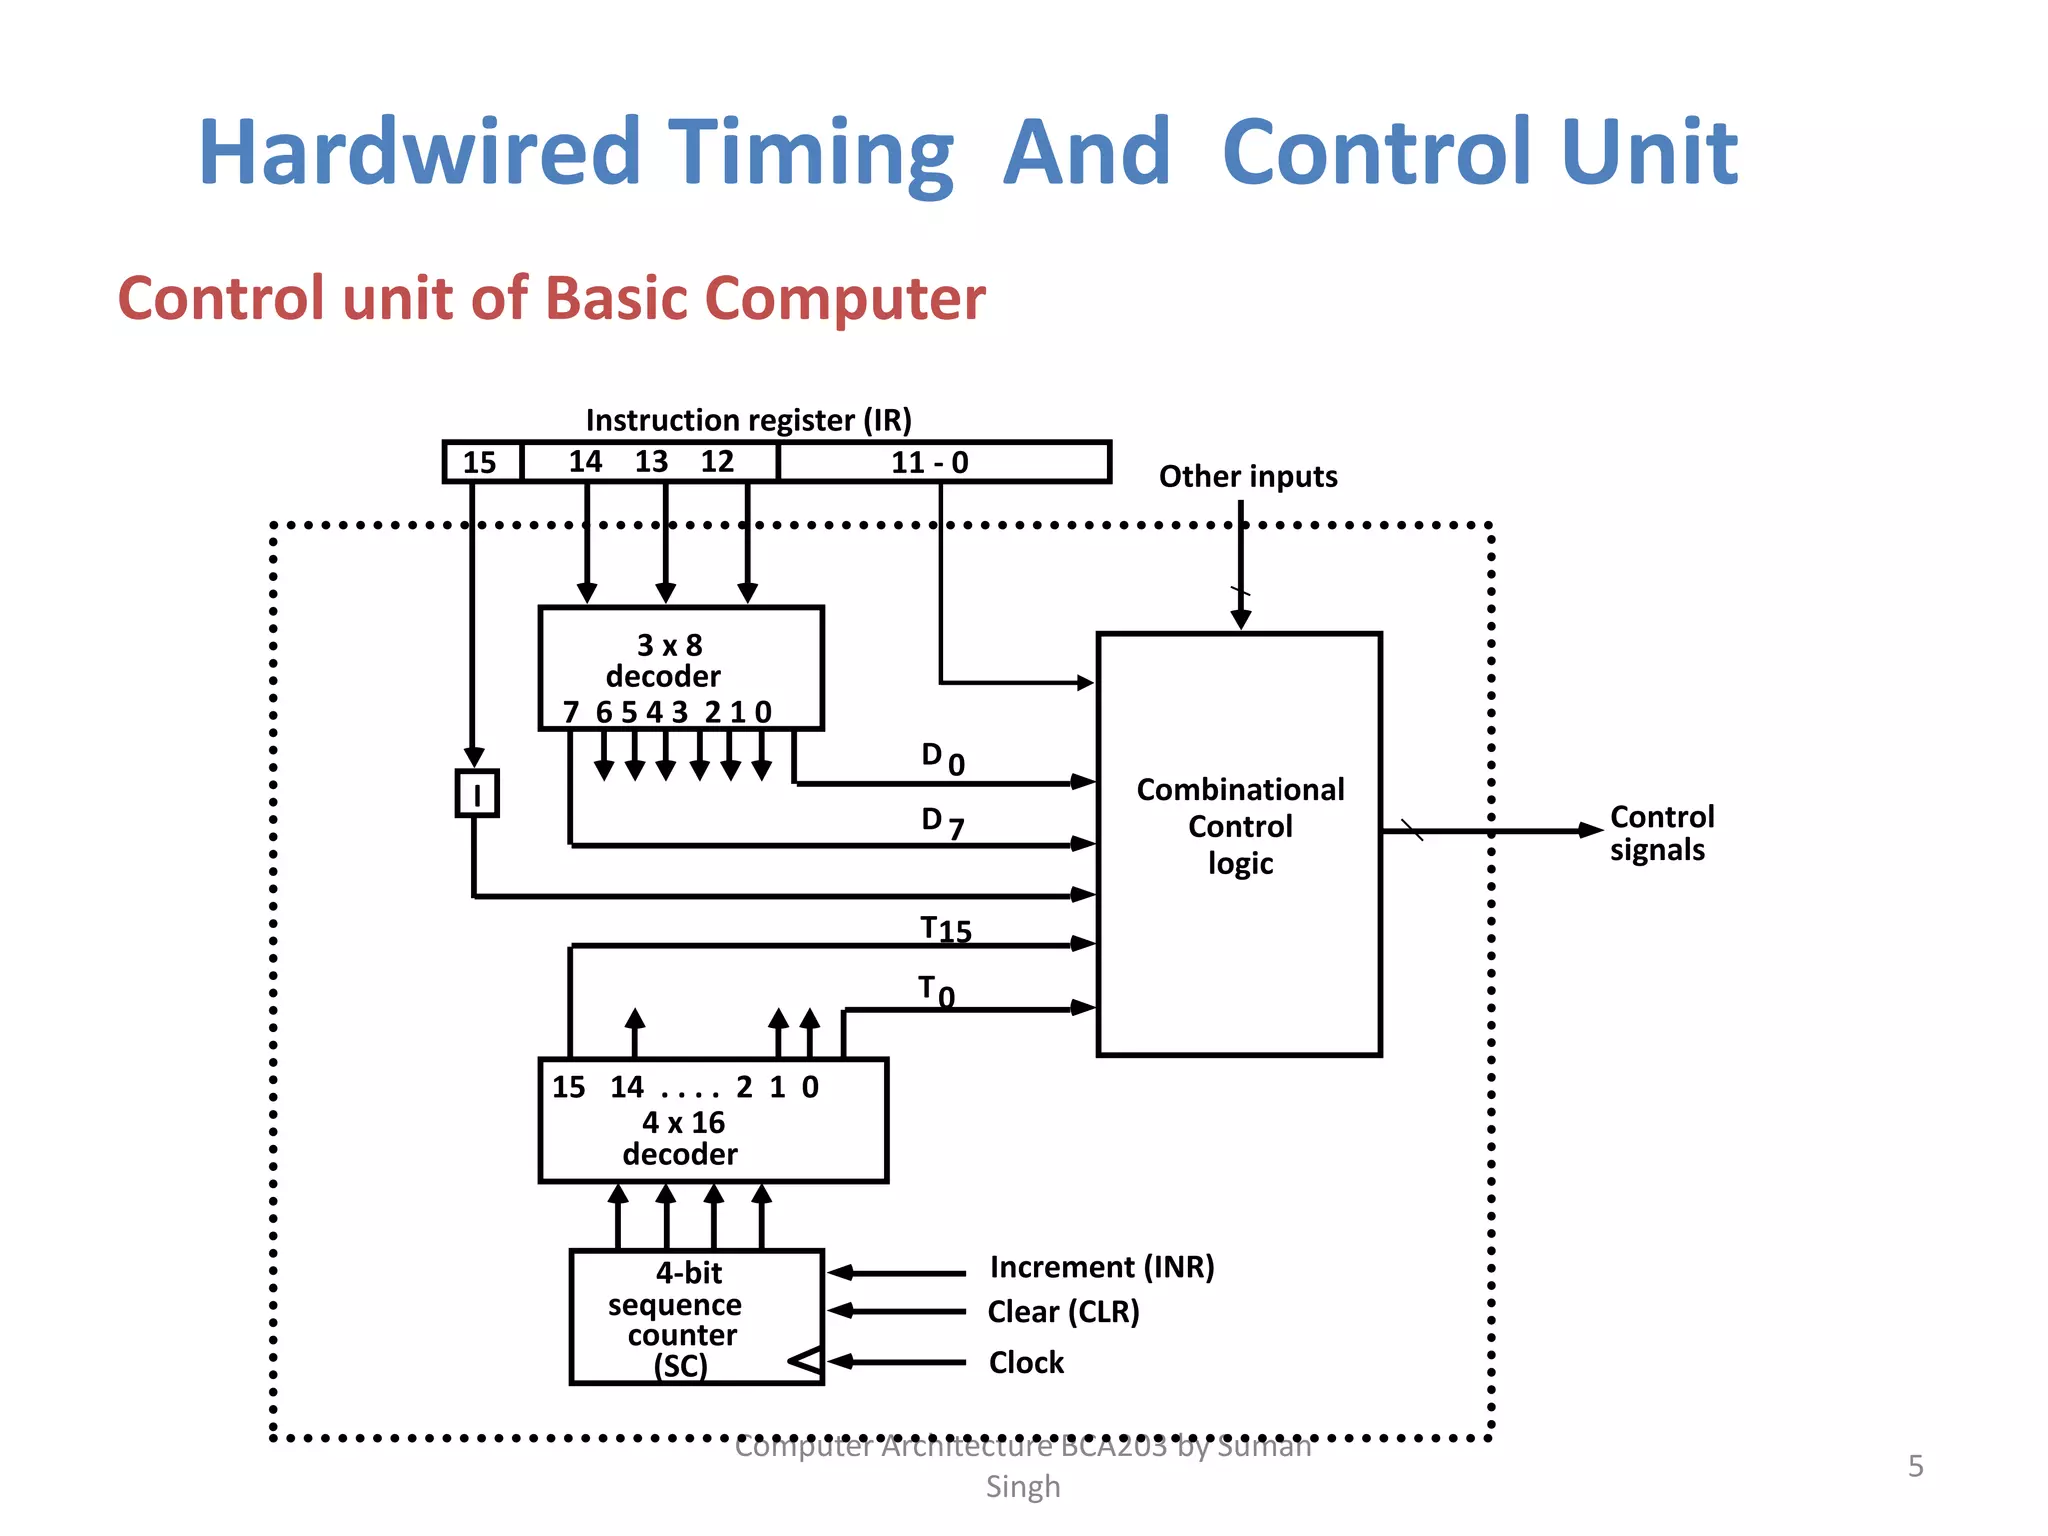 Hardwired Timing And Control Unit
Control unit of Basic Computer
Instruction register (IR)
15 14 13 12 11 - 0
Other inputs
3 x 8
decoder
7 6 5 4 3 2 1 0
D 0
I
D 7
Combinational
Control
logic
Control
signals
T15
T0
15 14 . . . . 2 1 0
4 x 16
decoder
4-bit
sequence
counter
(SC)
Increment (INR)
Clear (CLR)
Clock
Computer Architecture BCA203 by Suman
Singh
5